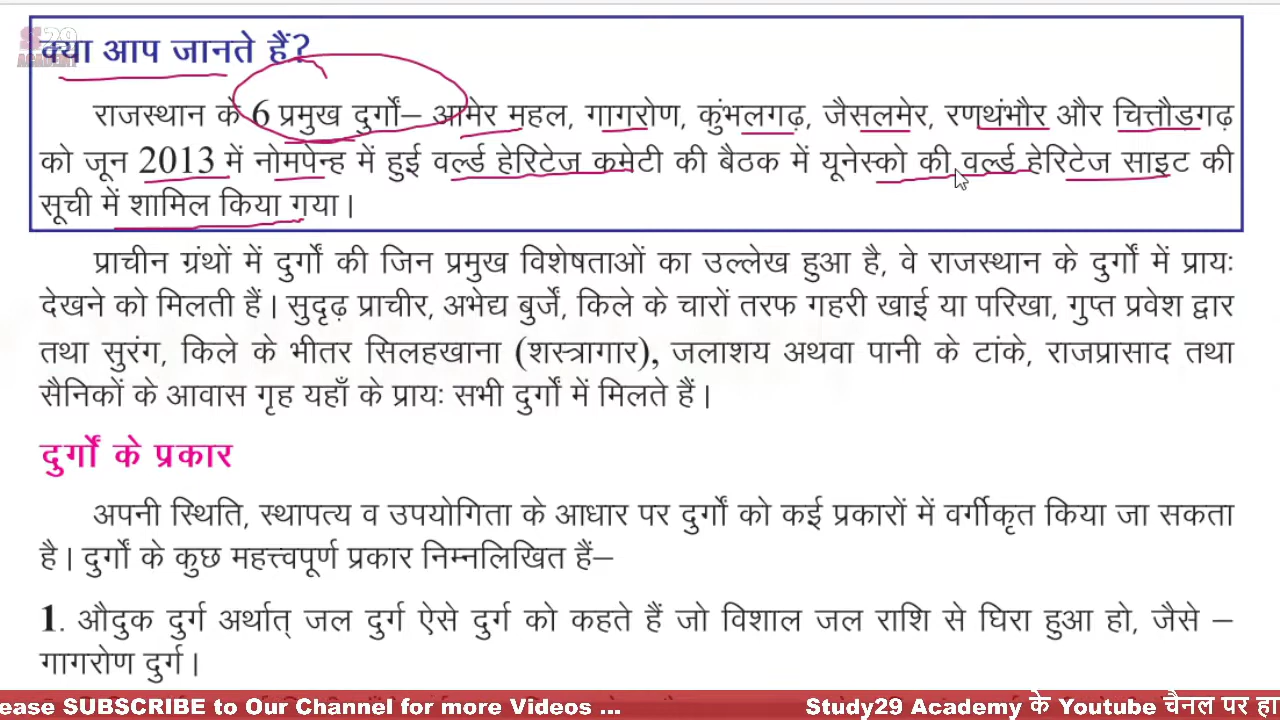 S29
ACADEMY
क्या आप जानते हैं?
राजस्थान के 6 प्रमुख दुर्गों– आमेर महल, गागरोण, कुंभलगढ़, जैसलमेर, रणथंभौर और चित्तौडगढ़
को जून 2013 में नोमपेन्ह में हुई वर्ल्ड हेरिटेज कमेटी की बैठक में यूनेस्को की वर्ल्ड हेरिटेज साइट की
सूची में शामिल किया गया।
प्राचीन ग्रंथों में दुर्गों की जिन प्रमुख विशेषताओं का उल्लेख हुआ है, वे राजस्थान के दुर्गों में प्रायः
देखने को मिलती हैं। सुदृढ़ प्राचीर, अभेद्य बुर्जें, किले के चारों तरफ गहरी खाई या परिखा, गुप्त प्रवेश द्वार
तथा सुरंग, किले के भीतर सिलहखाना (शस्त्रागार), जलाशय अथवा पानी के टांके, राजप्रासाद तथा
सैनिकों के आवास गृह यहाँ के प्रायः सभी दुर्गों में मिलते हैं।
दुर्गों के प्रकार
अपनी स्थिति, स्थापत्य व उपयोगिता के आधार पर दुर्गों को कई प्रकारों में वर्गीकृत किया जा सकता
है। दुर्गों के कुछ महत्त्वपूर्ण प्रकार निम्नलिखित हैं–
1. औदुक दुर्ग अर्थात् जल दुर्ग ऐसे दुर्ग को कहते हैं जो विशाल जल राशि से घिरा हुआ हो, जैसे –
गागरोण दुर्ग।
ease SUBSCRIBE to Our Channel for more Videos ... Study29 Academy के Youtube चैनल पर हा